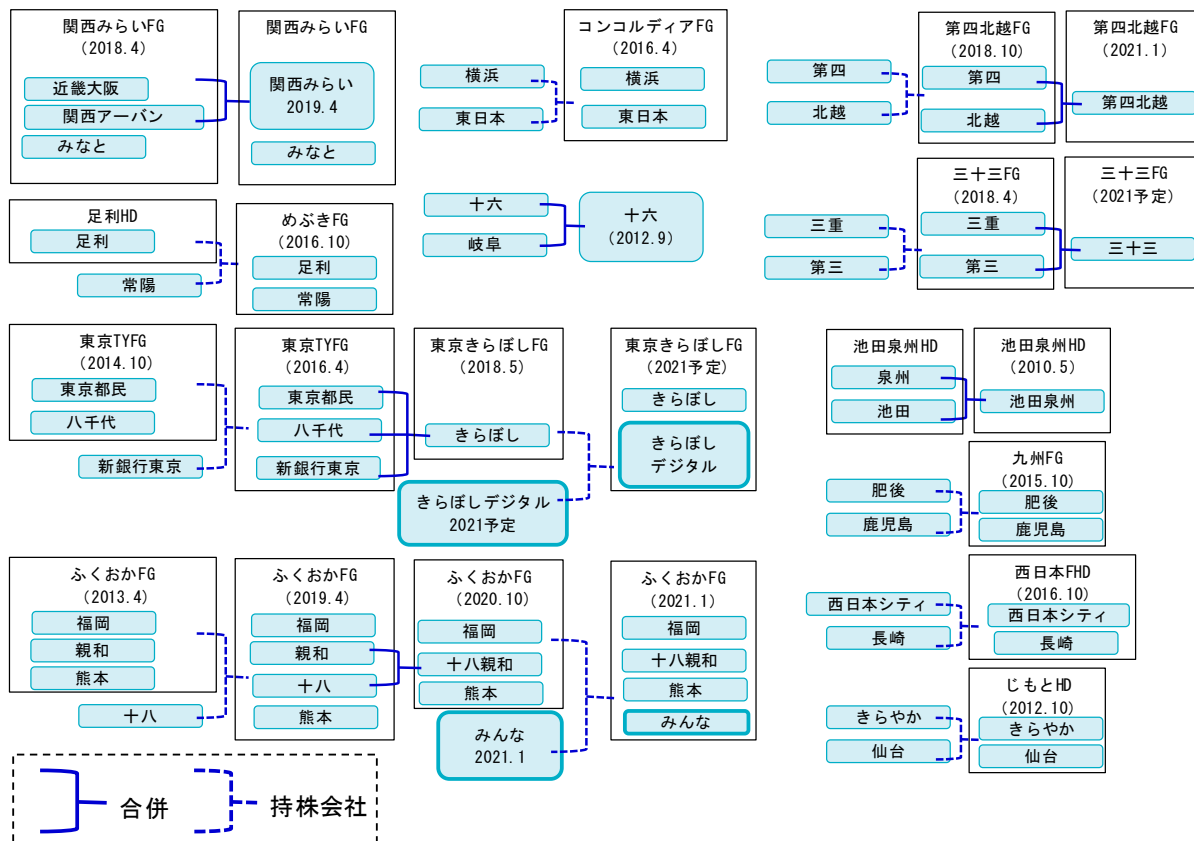 関西みらいFG
(2018.4)
近畿大阪
関西アーバン
みなと
関西みらいFG
関西みらい
2019.4
みなと
コンコルディアFG
(2016.4)
横浜
東日本
横浜
東日本
第四北越FG
(2018.10)
第四
北越
第四
北越
第四北越FG
(2021.1)
第四北越
足利HD
足利
常陽
めぶきFG
(2016.10)
足利
常陽
十六
岐阜
十六
(2012.9)
三十三FG
(2018.4)
三重
第三
三重
第三
三十三FG
(2021予定)
三十三
東京TYFG
(2014.10)
東京都民
八千代
新銀行東京
東京TYFG
(2016.4)
東京都民
八千代
新銀行東京
東京きらぼしFG
(2018.5)
きらぼし
きらぼしデジタル
2021予定
東京きらぼしFG
(2021予定)
きらぼし
きらぼし
デジタル
池田泉州HD
泉州
池田
池田泉州HD
(2010.5)
池田泉州
九州FG
(2015.10)
肥後
鹿児島
肥後
鹿児島
ふくおかFG
(2013.4)
福岡
親和
熊本
十八
ふくおかFG
(2019.4)
福岡
親和
十八
熊本
ふくおかFG
(2020.10)
福岡
十八親和
熊本
みんな
2021.1
ふくおかFG
(2021.1)
福岡
十八親和
熊本
みんな
西日本FHD
(2016.10)
西日本シティ
長崎
西日本シティ
長崎
じもとHD
(2012.10)
きらやか
仙台
きらやか
仙台
合併
持株会社